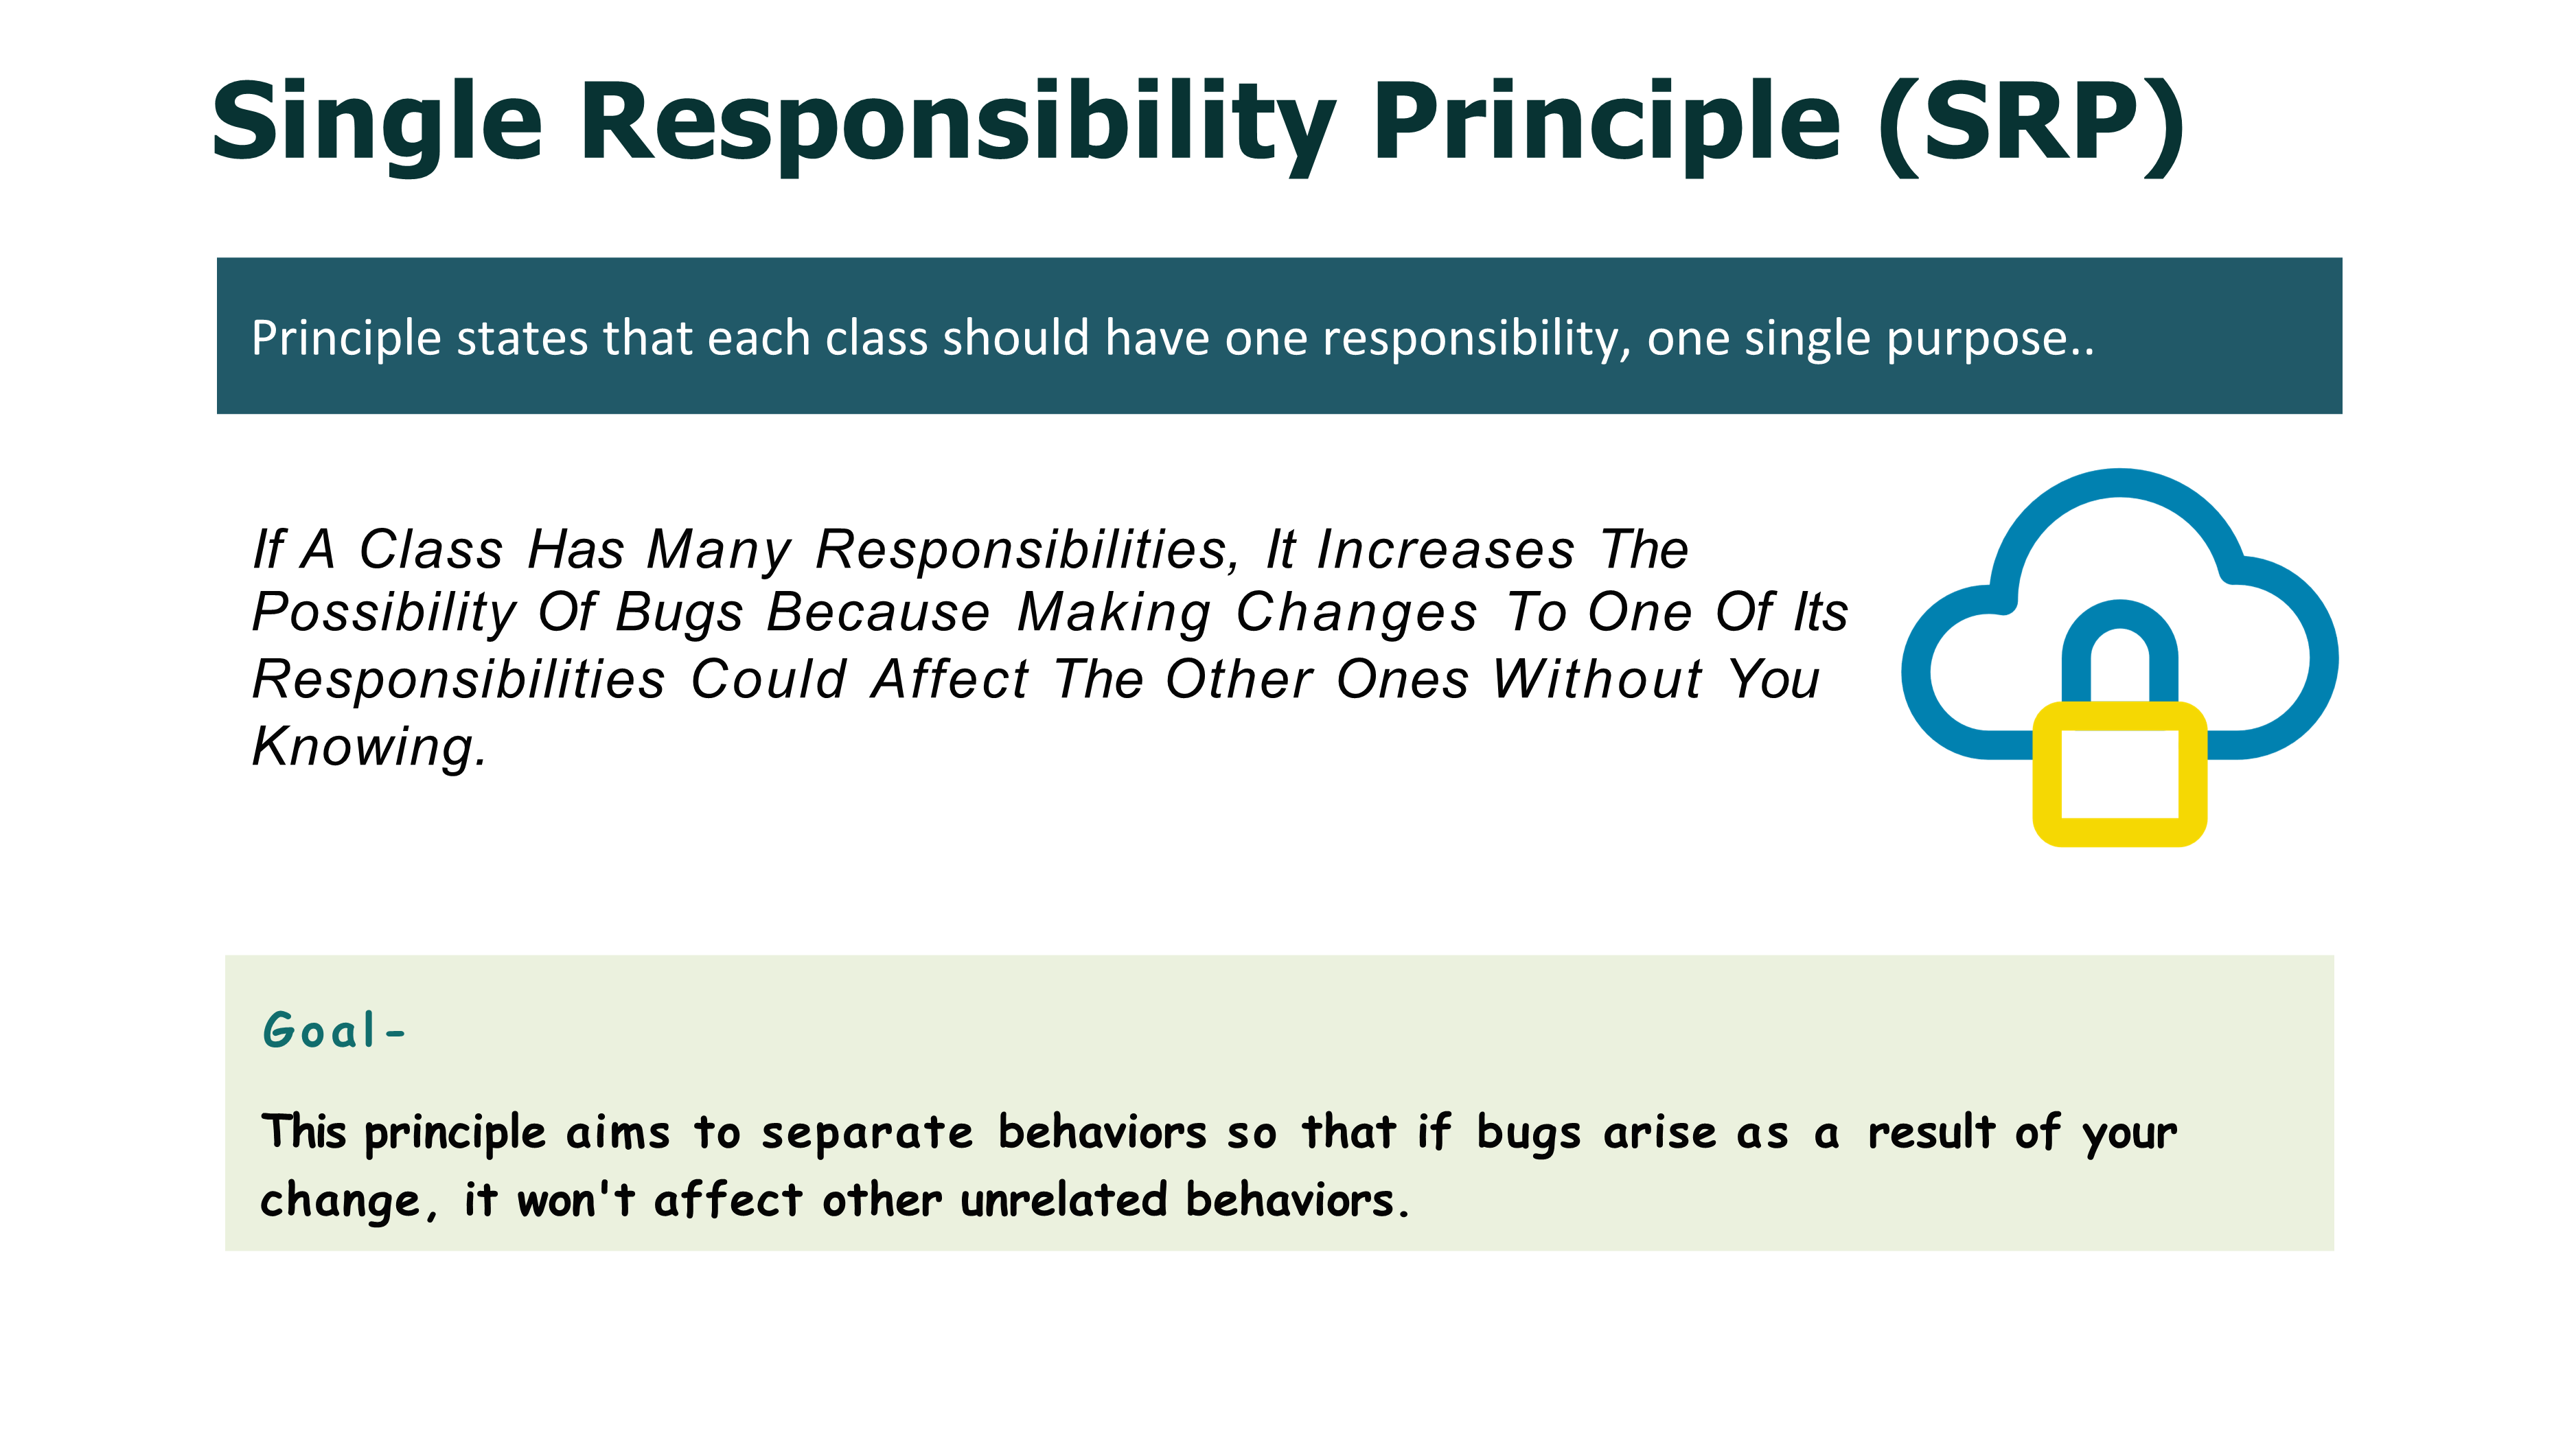 Single Responsibility Principle (SRP)
Principle states that each class should have one responsibility, one single purpose..
If A Class Has Many Responsibilities, It Increases The
Possibility Of Bugs Because Making Changes To One Of Its
Responsibilities Could Affect The Other Ones Without You
Knowing.
Goal-
This principle aims to separate behaviors so that if bugs arise as a result of your
change, it won't affect other unrelated behaviors.